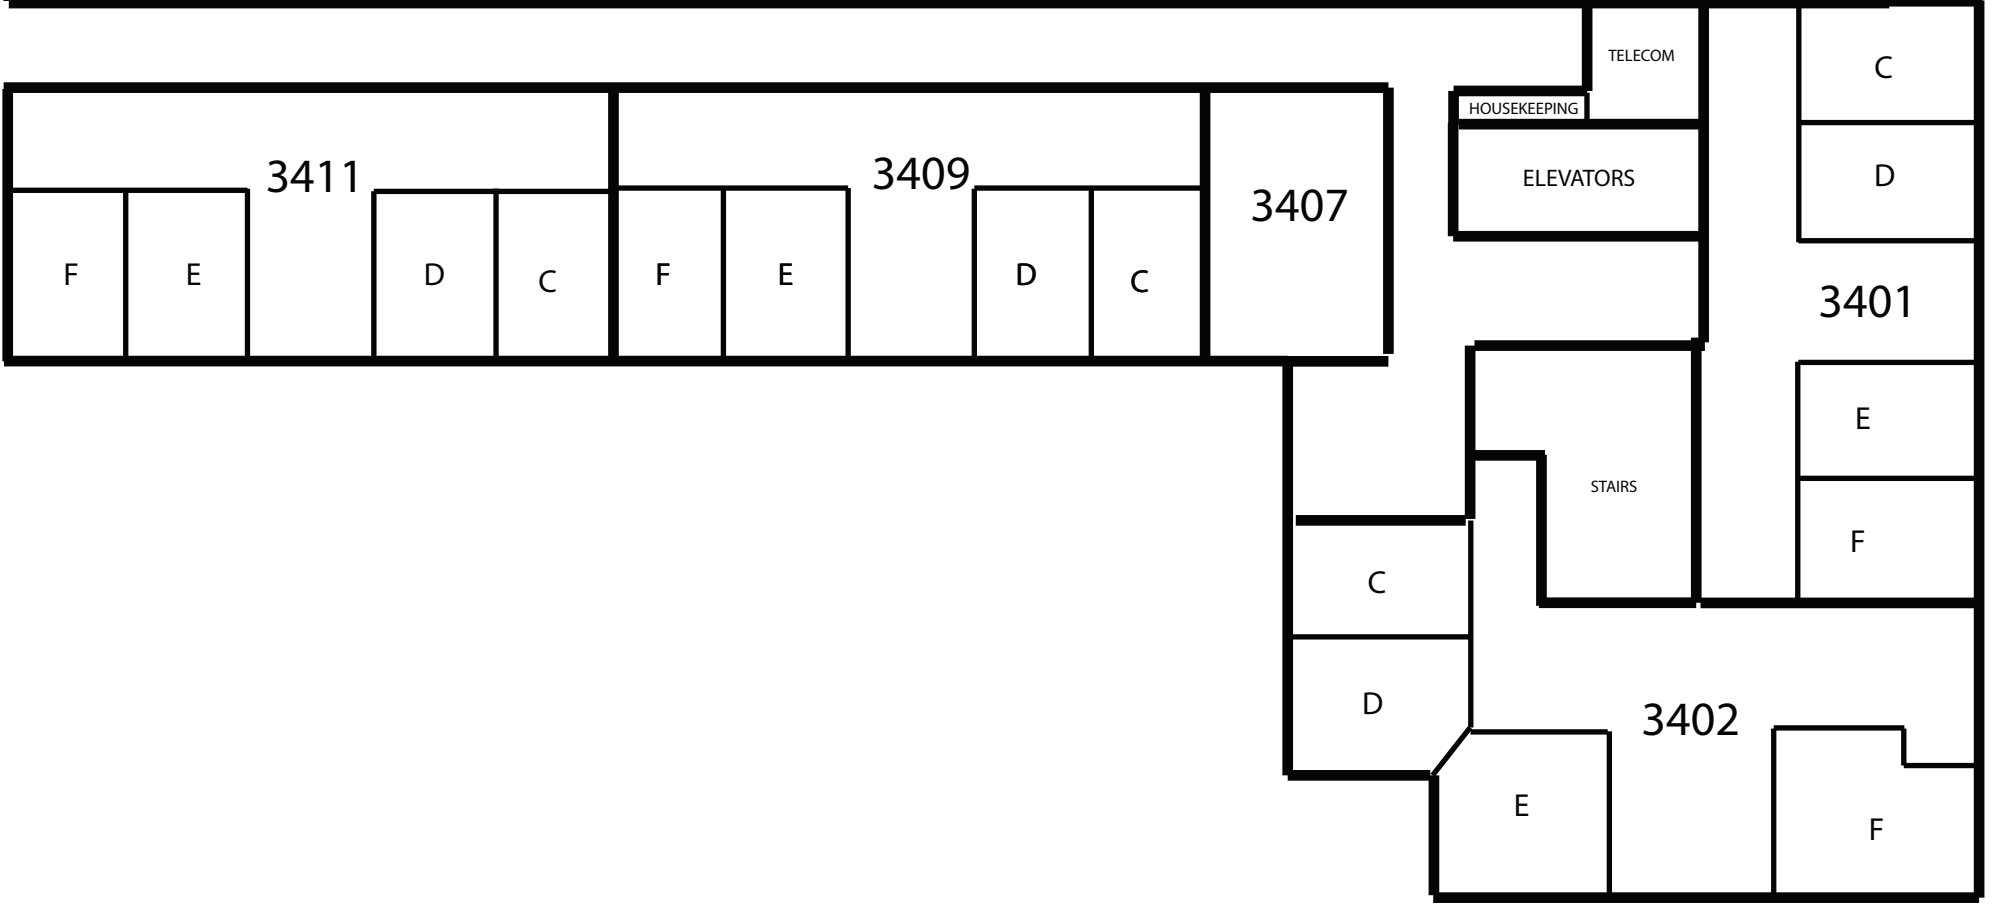 TELECOM
C
HOUSEKEEPING
3411
3409
ELEVATORS
D
3407
F
E
D
C
F
E
D
C
3401
E
STAIRS
F
C
D
3402
E
F